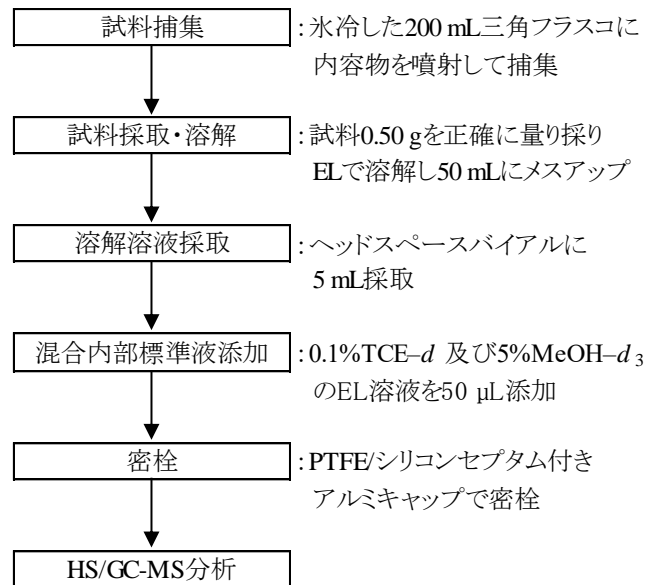 試料捕集
:氷冷した200 mL三角フラスコに
内容物を噴射して捕集
試料採取・溶解
:試料0.50 gを正確に量り採り
ELで溶解し50 mLにメスアップ
溶解溶液採取
:ヘッドスペースバイアルに
5 mL採取
混合内部標準液添加
:0.1%TCE–d 及び5%MeOH–d 3
のEL溶液を50 µL添加
密栓
:PTFE/シリコンセプタム付き
アルミキャップで密栓
HS/GC-MS分析